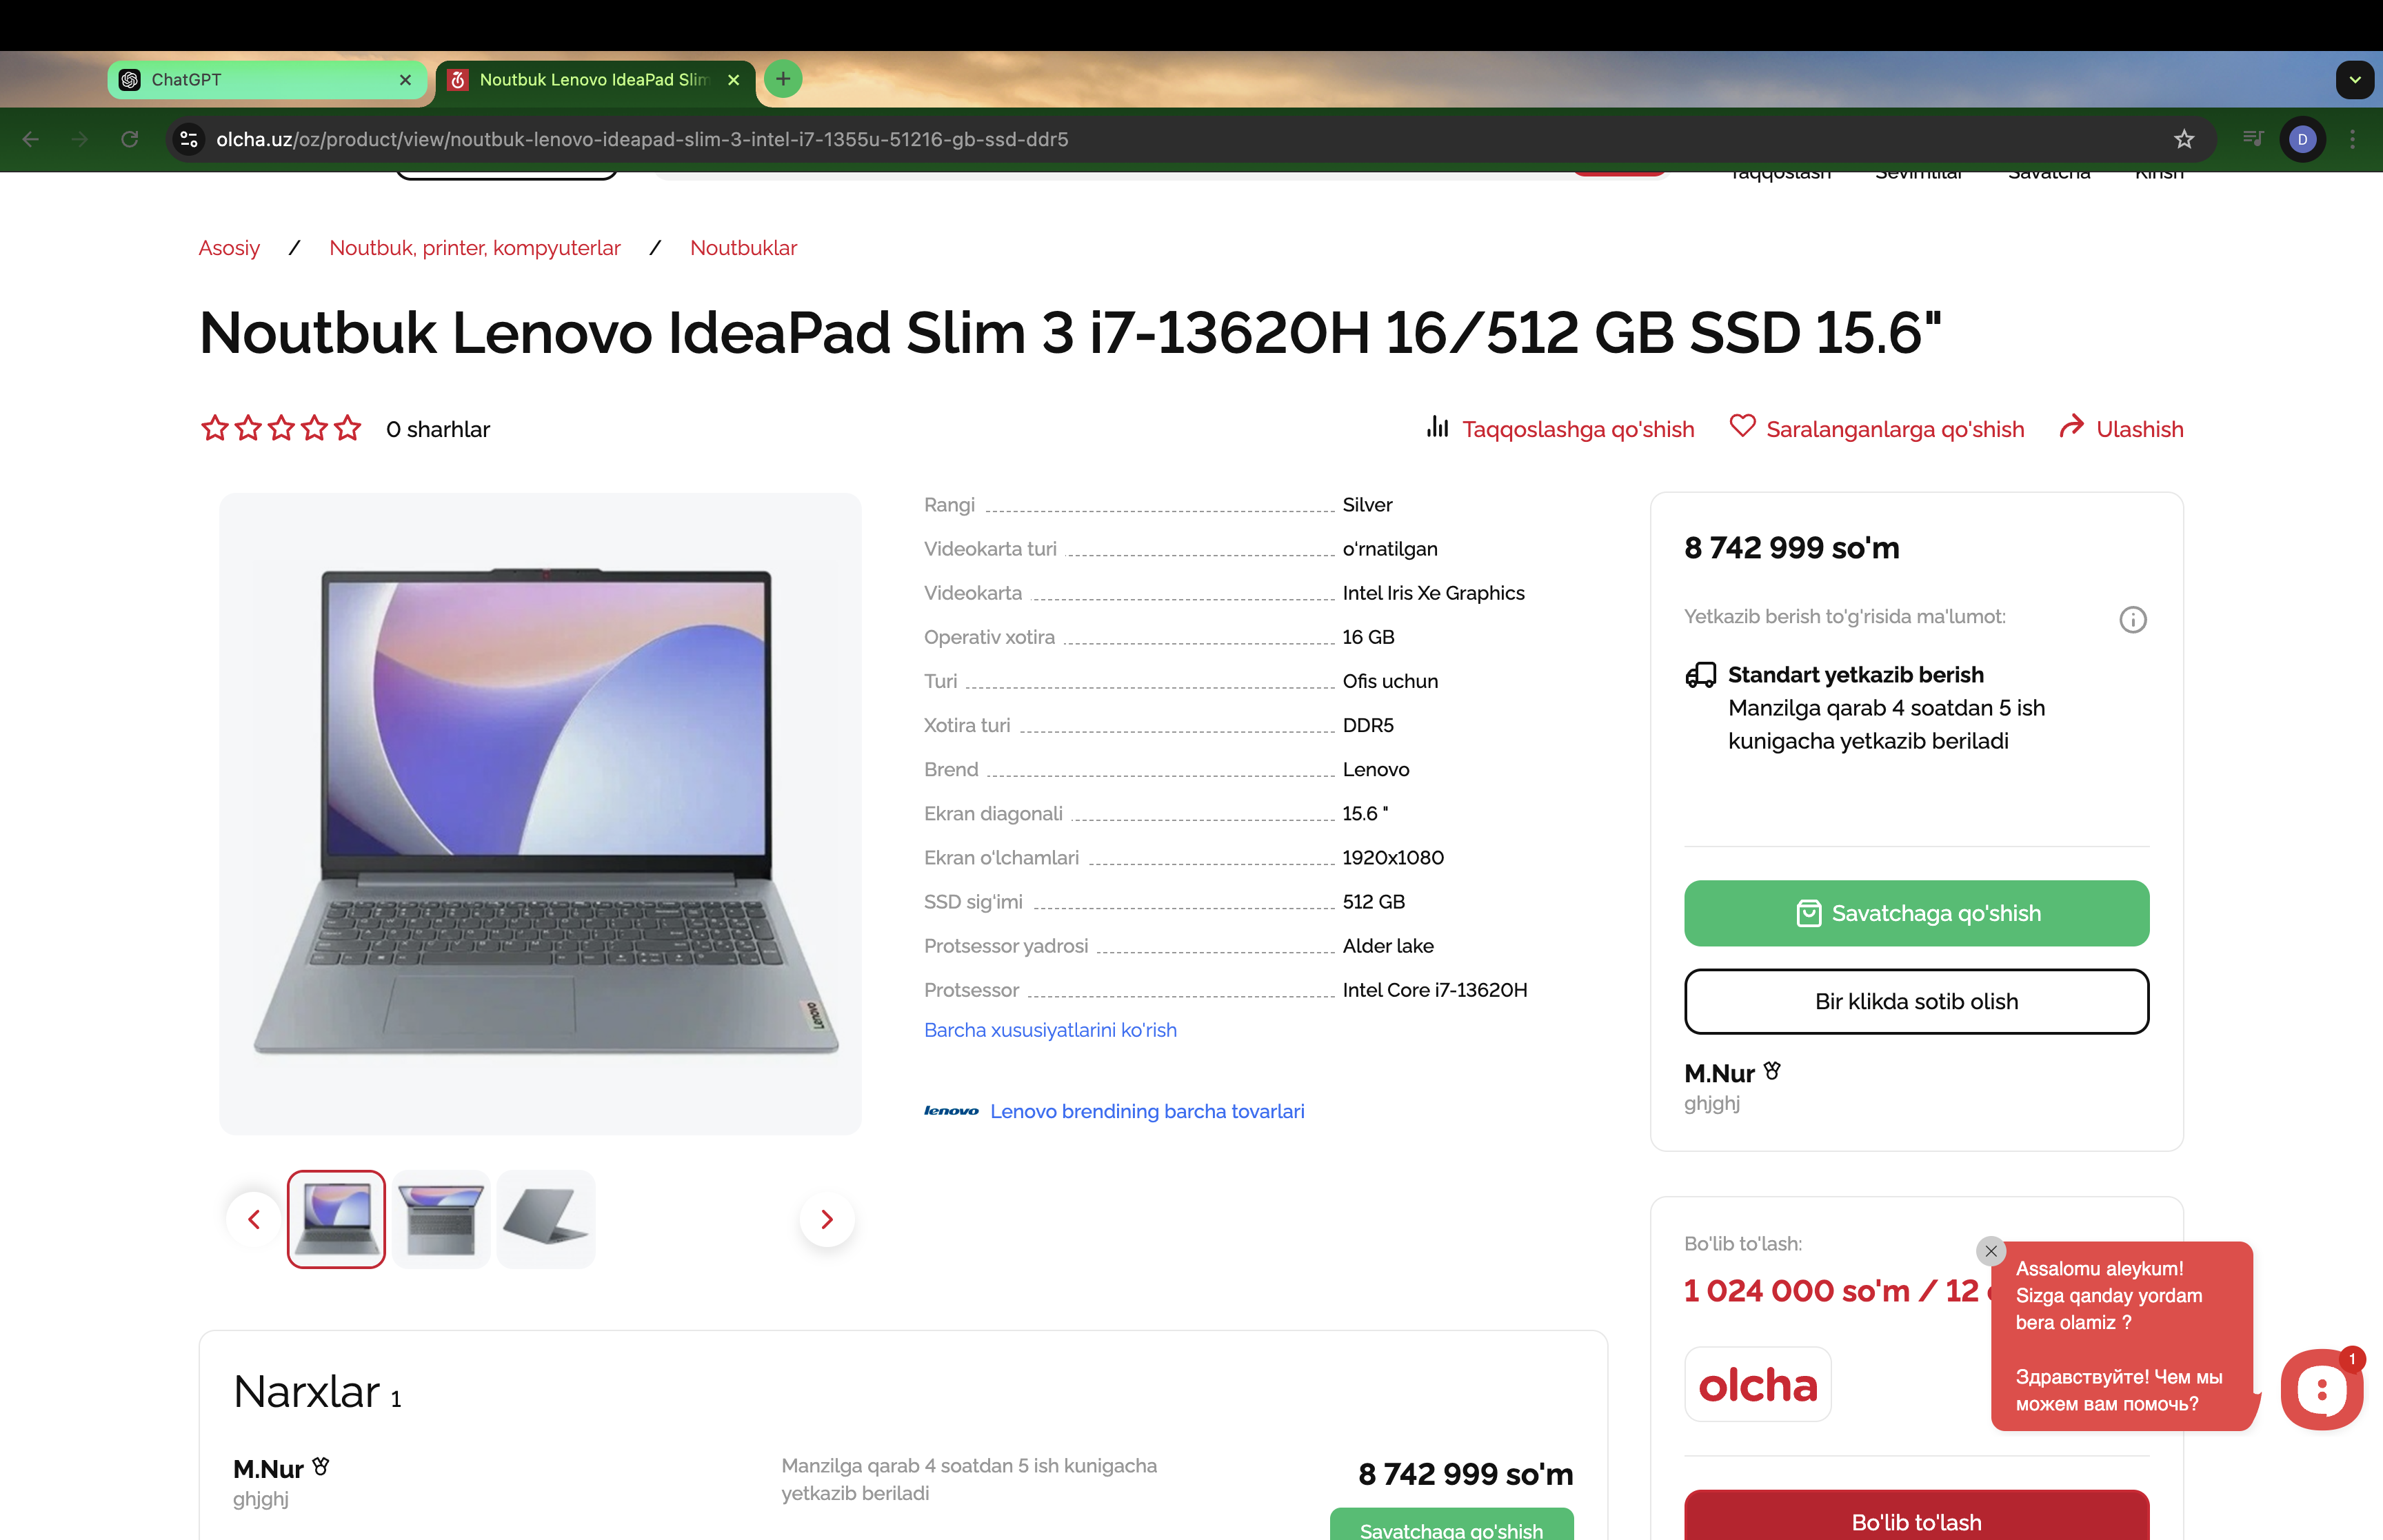 ChatGPT
Noutbuk Lenovo IdeaPad Slim
olcha.uz/oz/product/view/noutbuk-lenovo-ideapad-slim-3-intel-i7-1355u-51216-gb-ssd-ddr5
D
Taqqoslash Sevimlilar Savatcha Kirish
Asosiy / Noutbuk, printer, kompyuterlar / Noutbuklar
Noutbuk Lenovo IdeaPad Slim 3 i7-13620H 16/512 GB SSD 15.6"
0 sharhlar
Taqqoslashga qo'shish
Saralanganlarga qo'shish
Ulashish
Rangi Silver
Videokarta turi o'rnatilgan
Videokarta Intel Iris Xe Graphics
Operativ xotira 16 GB
Turi Ofis uchun
Xotira turi DDR5
Brend Lenovo
Ekran diagonali 15.6 "
Ekran o'lchamlari 1920x1080
SSD sig'imi 512 GB
Protsessor yadrosi Alder lake
Protsessor Intel Core i7-13620H
Barcha xususiyatlarini ko'rish
lenovo Lenovo brendining barcha tovarlari
Lenovo
8 742 999 so'm
Yetkazib berish to'g'risida ma'lumot:
Standart yetkazib berish
Manzilga qarab 4 soatdan 5 ish
kunigacha yetkazib beriladi
Savatchaga qo'shish
Bir klikda sotib olish
M.Nur
ghjghj
Bo'lib to'lash:
1 024 000 so'm / 12
olcha
Bo'lib to'lash
Assalomu aleykum!
Sizga qanday yordam
bera olamiz ?
Здравствуйте! Чем мы
можем вам помочь?
1
Narxlar 1
M.Nur
ghjghj
Manzilga qarab 4 soatdan 5 ish kunigacha
yetkazib beriladi
8 742 999 so'm
Savatchaga qo'shish